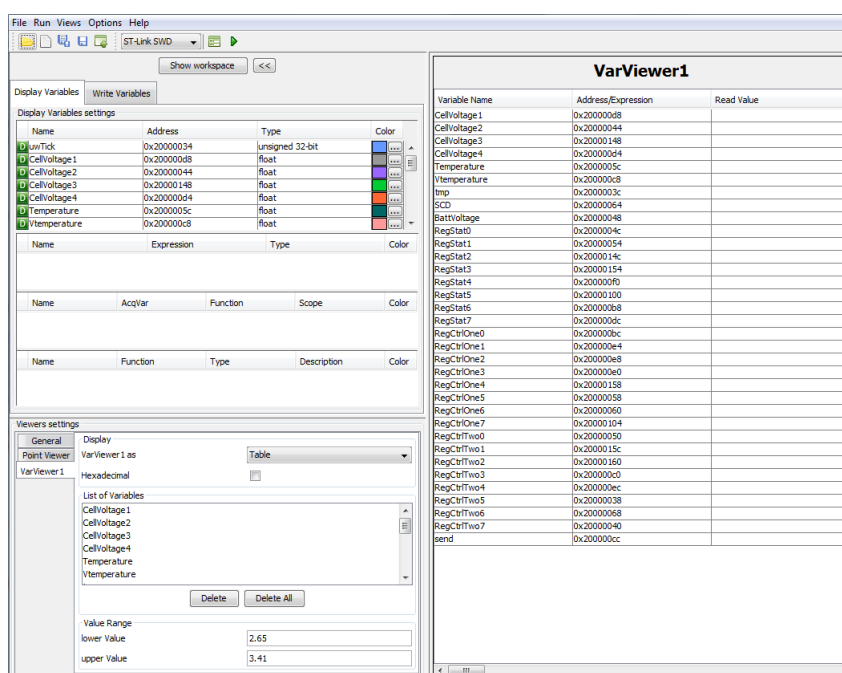 File Run Views Options Help
ST-Link SWD
Show workspace <<
Display Variables Write Variables
Display Variables settings
Name Address Type Color
D uwTick 0x20000034 unsigned 32-bit ...
D CellVoltage1 0x200000d8 float ...
D CellVoltage2 0x20000044 float ...
D CellVoltage3 0x20000148 float ...
D CellVoltage4 0x200000d4 float ...
D Temperature 0x2000005c float ...
D Vtemperature 0x200000c8 float ...
Name Expression Type Color
Name AcqVar Function Scope Color
Name Function Type Description Color
Viewers settings
General
Point Viewer
VarViewer1
Display
VarViewer1 as Table
Hexadecimal
List of Variables
CellVoltage1
CellVoltage2
CellVoltage3
CellVoltage4
Temperature
Vtemperature
Delete Delete All
Value Range
lower Value 2.65
upper Value 3.41
VarViewer1
Variable Name Address/Expression Read Value
CellVoltage1 0x200000d8
CellVoltage2 0x20000044
CellVoltage3 0x20000148
CellVoltage4 0x200000d4
Temperature 0x2000005c
Vtemperature 0x200000c8
tmp 0x2000003c
SCD 0x20000064
BattVoltage 0x20000048
RegStat0 0x2000004c
RegStat1 0x20000054
RegStat2 0x2000014c
RegStat3 0x20000154
RegStat4 0x200000f0
RegStat5 0x20000100
RegStat6 0x200000b8
RegStat7 0x200000dc
RegCtrlOne0 0x200000bc
RegCtrlOne1 0x200000e4
RegCtrlOne2 0x200000e8
RegCtrlOne3 0x200000e0
RegCtrlOne4 0x20000158
RegCtrlOne5 0x20000058
RegCtrlOne6 0x20000060
RegCtrlOne7 0x20000104
RegCtrlTwo0 0x20000050
RegCtrlTwo1 0x2000015c
RegCtrlTwo2 0x20000160
RegCtrlTwo3 0x200000c0
RegCtrlTwo4 0x200000ec
RegCtrlTwo5 0x20000038
RegCtrlTwo6 0x20000068
RegCtrlTwo7 0x20000040
send 0x200000cc